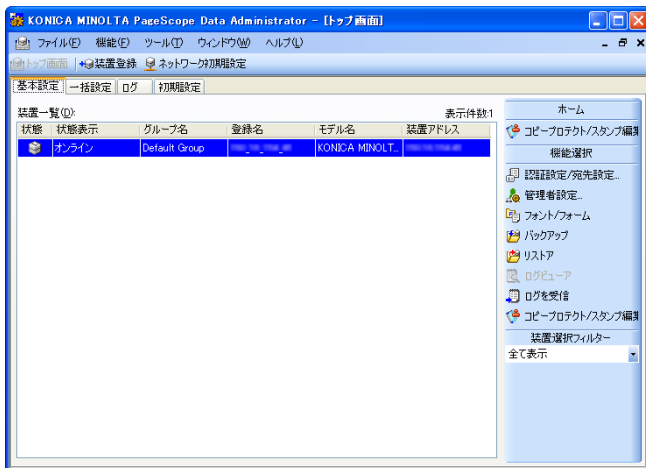 KONICA MINOLTA PageScope Data Administrator - [トップ画面]
ファイル(F) 機能(E) ツール(T) ウィンドウ(W) ヘルプ(L)
トップ画面 装置登録 ネットワーク初期設定
基本設定 一括設定 ログ 初期設定
装置一覧(D): 表示件数:1
状態 状態表示 グループ名 登録名 モデル名 装置アドレス
オンライン Default Group KONICA MINOLT...
ホーム
コピープロテクト/スタンプ編集
機能選択
認証設定/宛先設定...
管理者設定...
フォント/フォーム
バックアップ
リストア
ログビューア
ログを受信
コピープロテクト/スタンプ編集
装置選択フィルター
全て表示